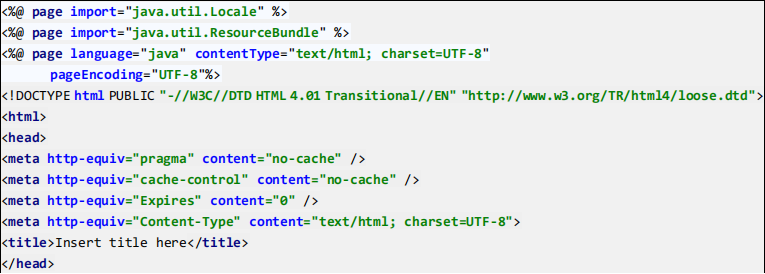 <%@ page import="java.util.Locale" %>
<%@ page import="java.util.ResourceBundle" %>
<%@ page language="java" contentType="text/html; charset=UTF-8"
pageEncoding="UTF-8"%>
<!DOCTYPE html PUBLIC "-//W3C//DTD HTML 4.01 Transitional//EN" "http://www.w3.org/TR/html4/loose.dtd">
<html>
<head>
<meta http-equiv="pragma" content="no-cache" />
<meta http-equiv="cache-control" content="no-cache" />
<meta http-equiv="Expires" content="0" />
<meta http-equiv="Content-Type" content="text/html; charset=UTF-8">
<title>Insert title here</title>
</head>